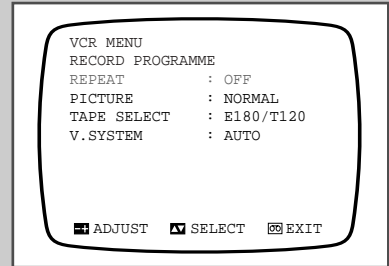 VCR MENU
RECORD PROGRAMME
REPEAT : OFF
PICTURE : NORMAL
TAPE SELECT : E180/T120
V.SYSTEM : AUTO
-+ ADJUST ▲▼ SELECT EXIT